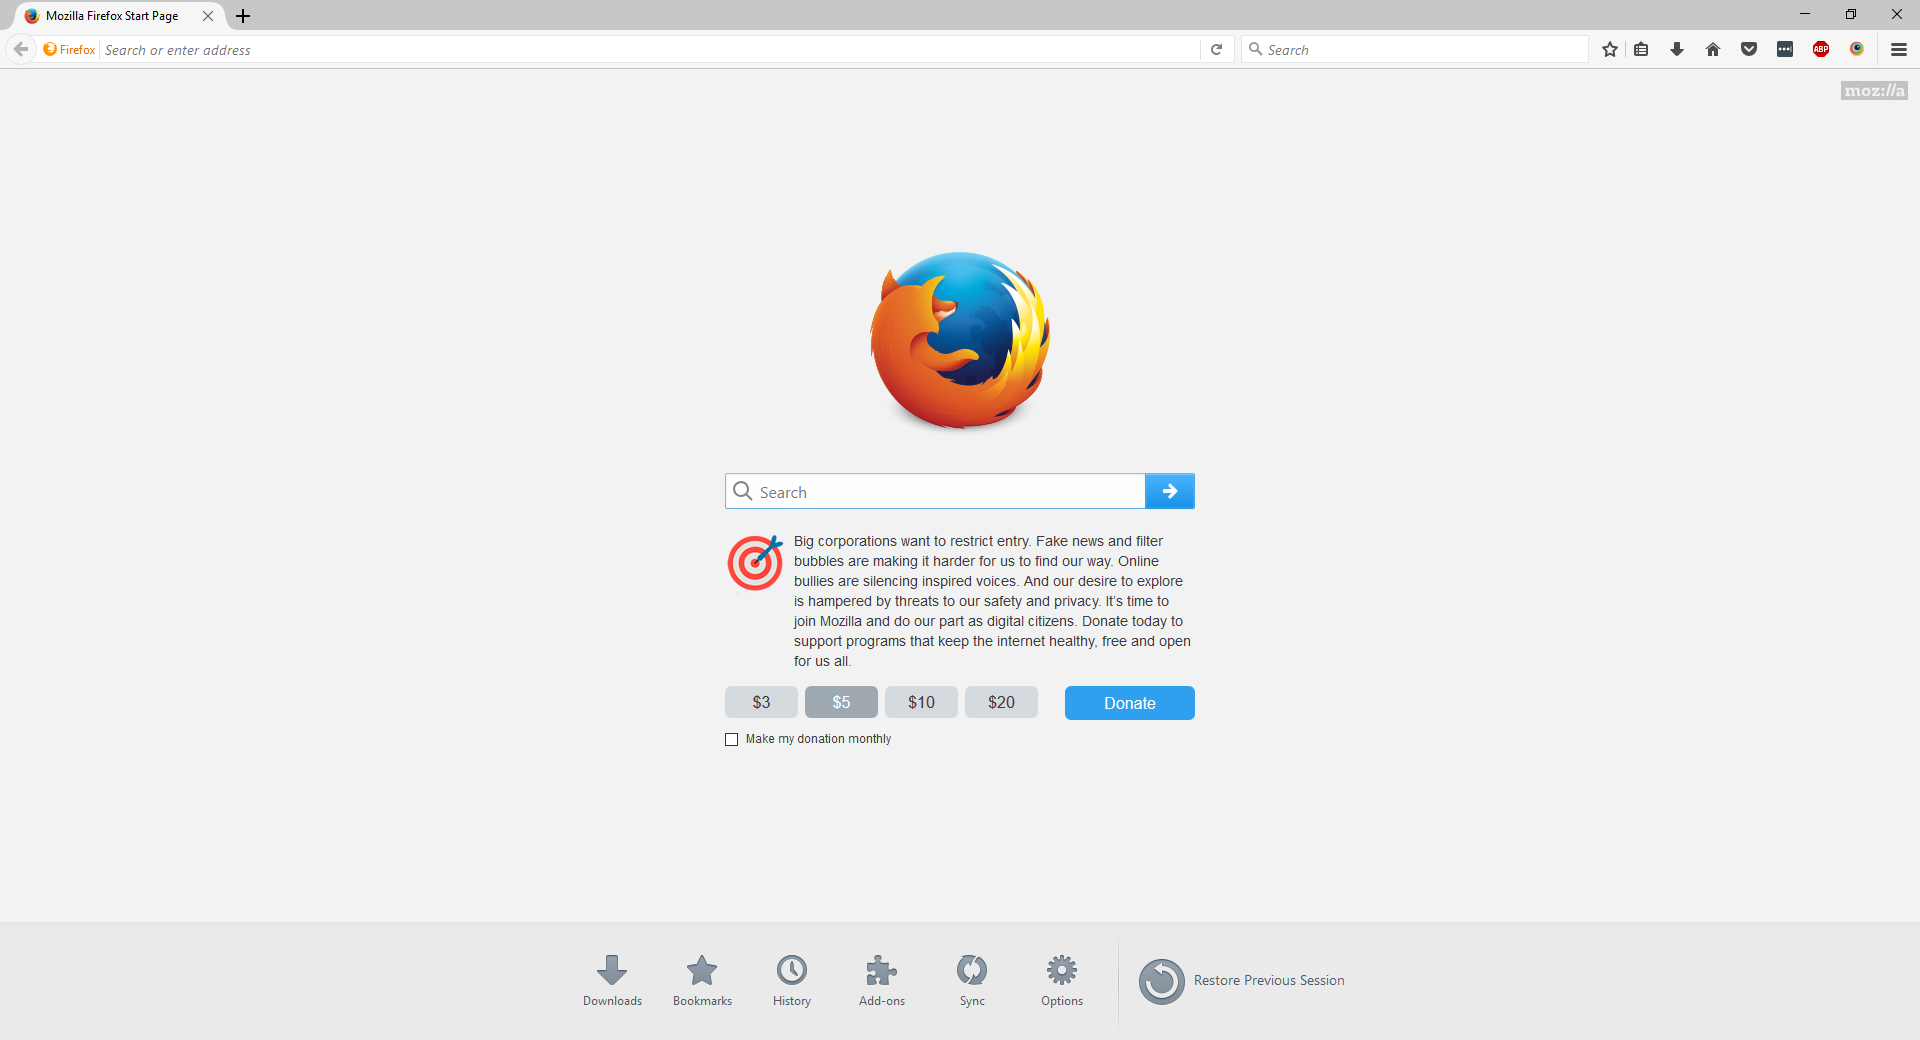 Mozilla Firefox Start Page
Firefox
Search or enter address
Search
ABP
moz://a
Search
Big corporations want to restrict entry. Fake news and filter
bubbles are making it harder for us to find our way. Online
bullies are silencing inspired voices. And our desire to explore
is hampered by threats to our safety and privacy. It’s time to
join Mozilla and do our part as digital citizens. Donate today to
support programs that keep the internet healthy, free and open
for us all.
$3 $5 $10 $20 Donate
Make my donation monthly
Downloads Bookmarks History Add-ons Sync Options Restore Previous Session